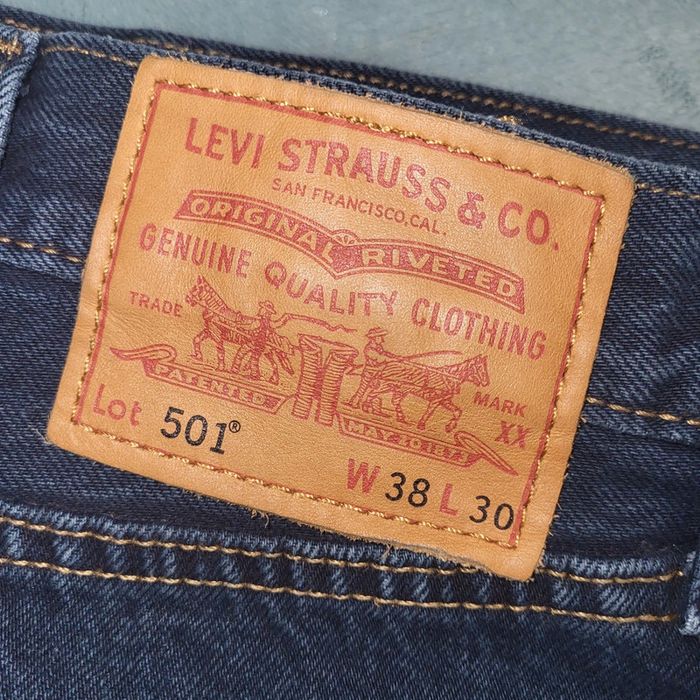 LEVI STRAUSS & CO.
SAN FRANCISCO, CAL.
ORIGINAL RIVETED
GENUINE QUALITY CLOTHING
TRADE MARK
PATENTED MAY 20 1873
XX
Lot 501®
W 38 L 30